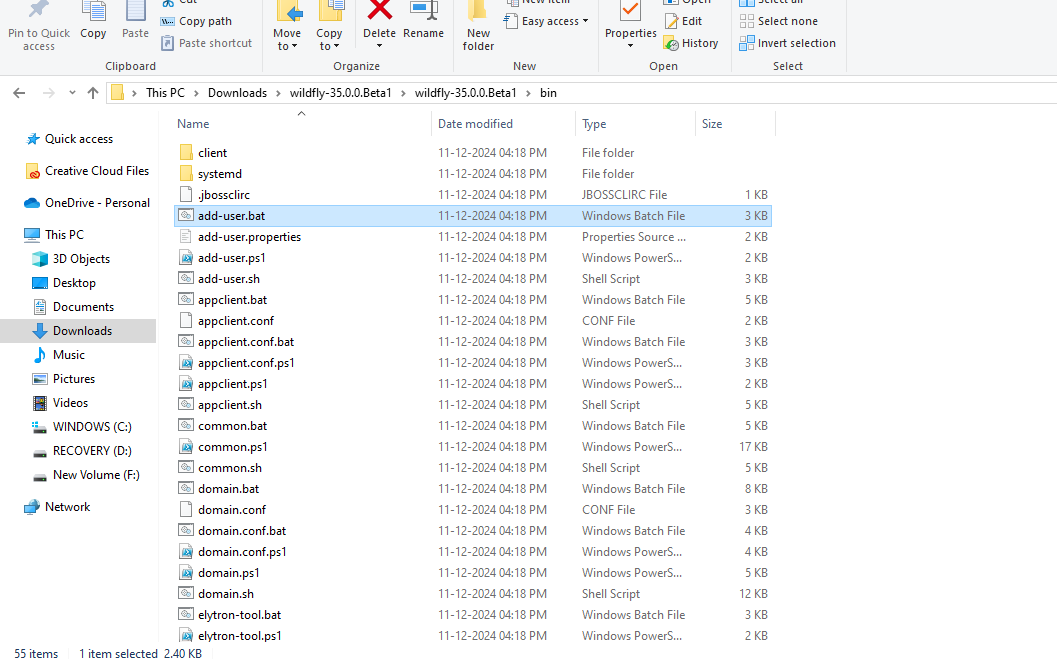 Cut
New item
Open
Select all
Pin to Quick access
Copy
Paste
Copy path
Paste shortcut
Move to
Copy to
Delete
Rename
New folder
Easy access
Properties
Edit
History
Select none
Invert selection
Clipboard
Organize
New
Open
Select
This PC > Downloads > wildfly-35.0.0.Beta1 > wildfly-35.0.0.Beta1 > bin
Quick access
Creative Cloud Files
OneDrive - Personal
This PC
3D Objects
Desktop
Documents
Downloads
Music
Pictures
Videos
WINDOWS (C:)
RECOVERY (D:)
New Volume (F:)
Network
Name Date modified Type Size
client 11-12-2024 04:18 PM File folder
systemd 11-12-2024 04:18 PM File folder
.jbossclirc 11-12-2024 04:18 PM JBOSSCLIRC File 1 KB
add-user.bat 11-12-2024 04:18 PM Windows Batch File 3 KB
add-user.properties 11-12-2024 04:18 PM Properties Source ... 2 KB
add-user.ps1 11-12-2024 04:18 PM Windows PowerS... 2 KB
add-user.sh 11-12-2024 04:18 PM Shell Script 3 KB
appclient.bat 11-12-2024 04:18 PM Windows Batch File 5 KB
appclient.conf 11-12-2024 04:18 PM CONF File 2 KB
appclient.conf.bat 11-12-2024 04:18 PM Windows Batch File 3 KB
appclient.conf.ps1 11-12-2024 04:18 PM Windows PowerS... 3 KB
appclient.ps1 11-12-2024 04:18 PM Windows PowerS... 2 KB
appclient.sh 11-12-2024 04:18 PM Shell Script 5 KB
common.bat 11-12-2024 04:18 PM Windows Batch File 5 KB
common.ps1 11-12-2024 04:18 PM Windows PowerS... 17 KB
common.sh 11-12-2024 04:18 PM Shell Script 5 KB
domain.bat 11-12-2024 04:18 PM Windows Batch File 8 KB
domain.conf 11-12-2024 04:18 PM CONF File 3 KB
domain.conf.bat 11-12-2024 04:18 PM Windows Batch File 4 KB
domain.conf.ps1 11-12-2024 04:18 PM Windows PowerS... 4 KB
domain.ps1 11-12-2024 04:18 PM Windows PowerS... 5 KB
domain.sh 11-12-2024 04:18 PM Shell Script 12 KB
elytron-tool.bat 11-12-2024 04:18 PM Windows Batch File 3 KB
elytron-tool.ps1 11-12-2024 04:18 PM Windows PowerS... 2 KB
55 items 1 item selected 2.40 KB